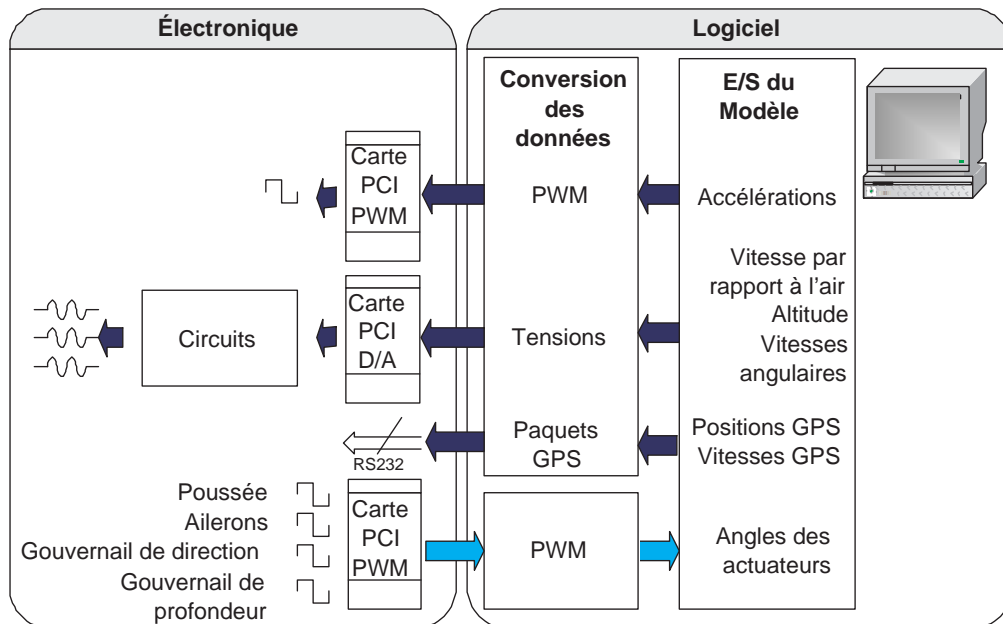 Électronique
Logiciel
Conversion
des
données
E/S du
Modèle
Carte
PCI
PWM
PWM
Accélérations
Vitesse par
rapport à l'air
Altitude
Vitesses
angulaires
Circuits
Carte
PCI
D/A
Tensions
RS232
Paquets
GPS
Positions GPS
Vitesses GPS
Poussée
Ailerons
Gouvernail de direction
Gouvernail de
profondeur
Carte
PCI
PWM
PWM
Angles des
actuateurs